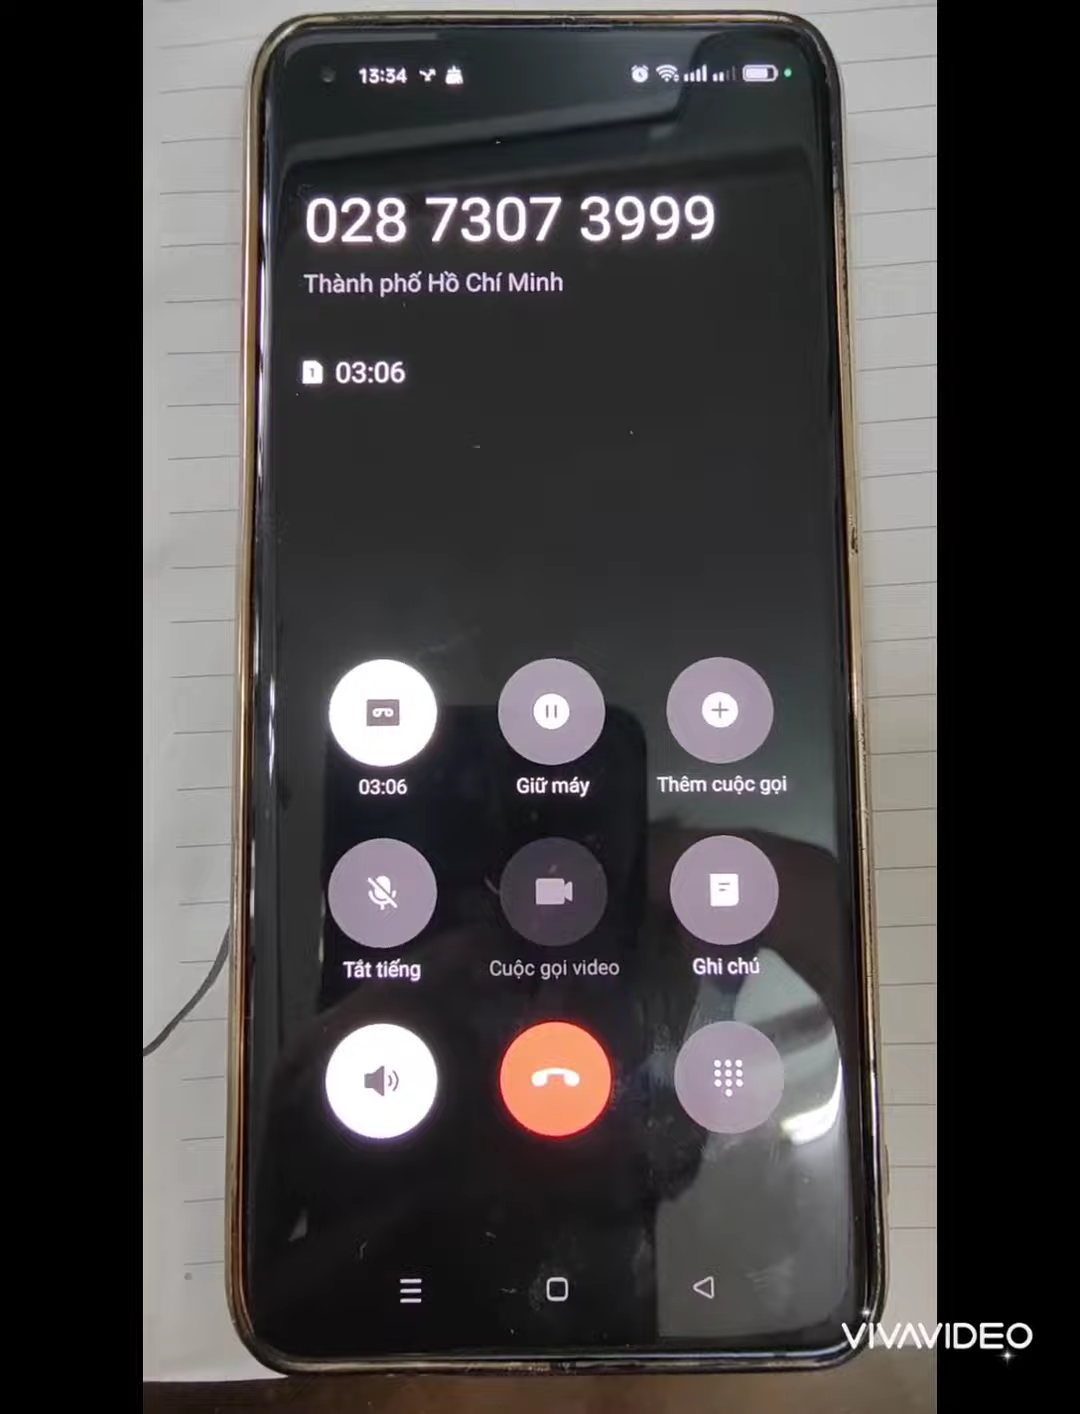 13:34
028 7307 3999
Thành phố Hồ Chí Minh
1 03:06
03:06
Giữ máy
Thêm cuộc gọi
Tắt tiếng
Cuộc gọi video
Ghi chú
VIVAVIDEO